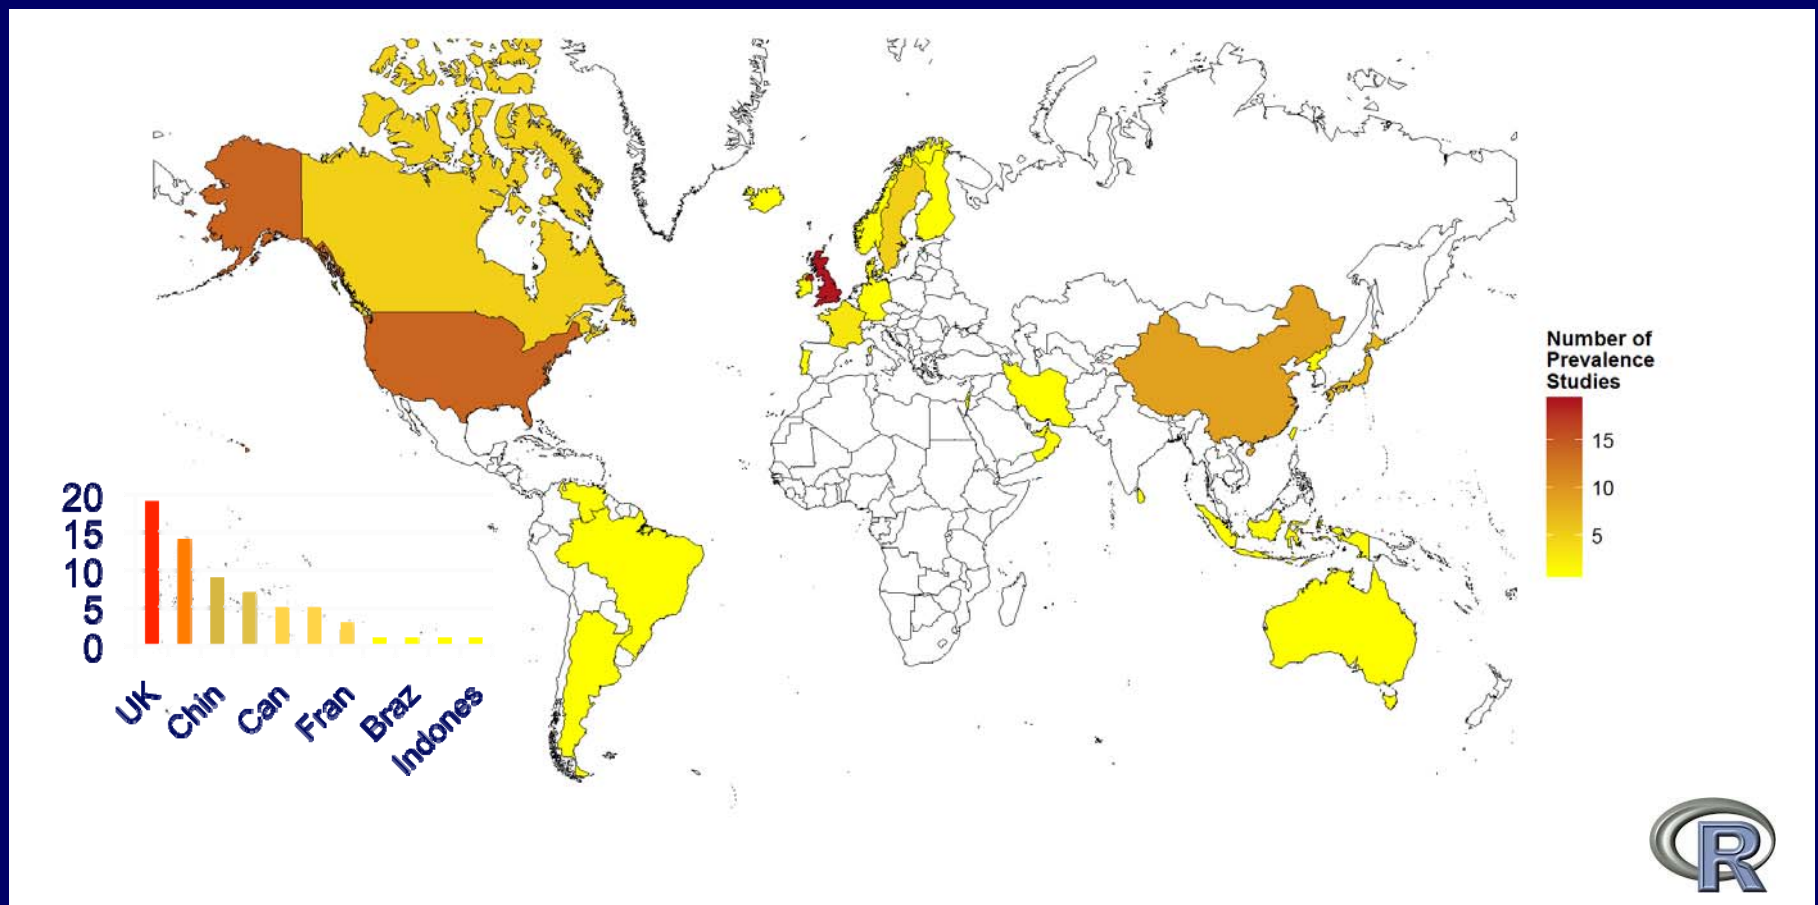 Number of
Prevalence
Studies
15
10
5
20
15
10
5
0
UK
Chin
Can
Fran
Braz
Indones
R